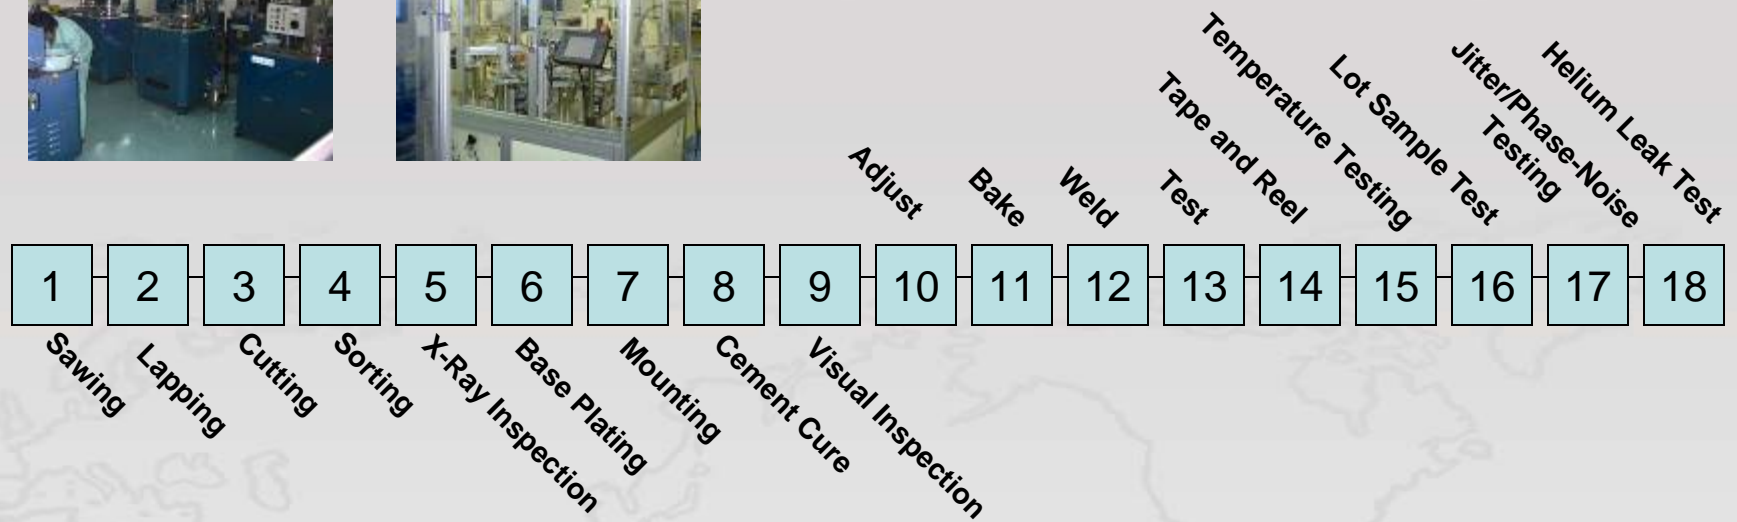 Adjust
Bake
Weld
Test
Tape and Reel
Temperature Testing
Lot Sample Test
Jitter/Phase-Noise
Testing
Helium Leak Test
1
2
3
4
5
6
7
8
9
10
11
12
13
14
15
16
17
18
Sawing
Lapping
Cutting
Sorting
X-Ray Inspection
Base Plating
Mounting
Cement Cure
Visual Inspection